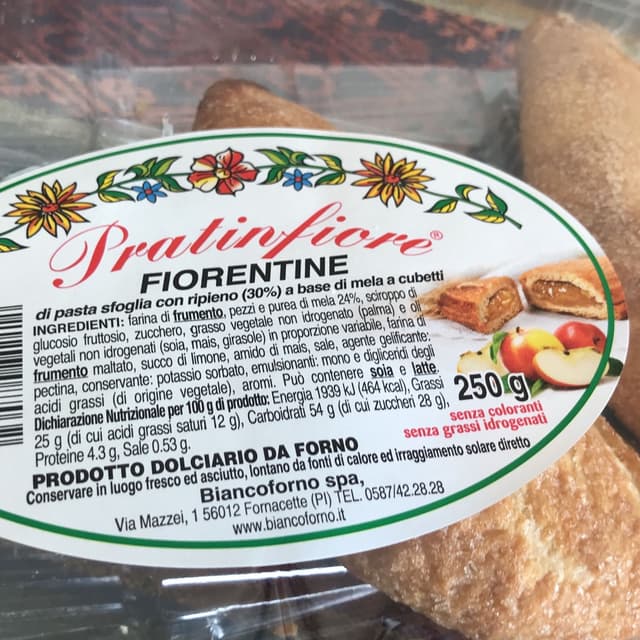 Pratinfiore®
FIORENTINE
di pasta sfoglia con ripieno (30%) a base di mela a cubetti
INGREDIENTI: farina di frumento, pezzi e purea di mela 24%, sciroppo di
glucosio fruttosio, zucchero, grasso vegetale non idrogenato (palma) e oli
vegetali non idrogenati (soia, mais, girasole) in proporzione variabile, farina di
frumento maltato, succo di limone, amido di mais, sale, agente gelificante:
pectina, conservante: potassio sorbato, emulsionanti: mono e digliceridi degli
acidi grassi (di origine vegetale), aromi. Può contenere soia e latte.
Dichiarazione Nutrizionale per 100 g di prodotto: Energia 1939 kJ (464 kcal), Grassi
25 g (di cui acidi grassi saturi 12 g), Carboidrati 54 g (di cui zuccheri 28 g),
Proteine 4.3 g, Sale 0.53 g.
250 g
senza coloranti
senza grassi idrogenati
PRODOTTO DOLCIARIO DA FORNO
Conservare in luogo fresco ed asciutto, lontano da fonti di calore ed irraggiamento solare diretto
Biancoforno spa,
Via Mazzei, 1 56012 Fornacette (PI) TEL. 0587/42.28.28
www.biancoforno.it